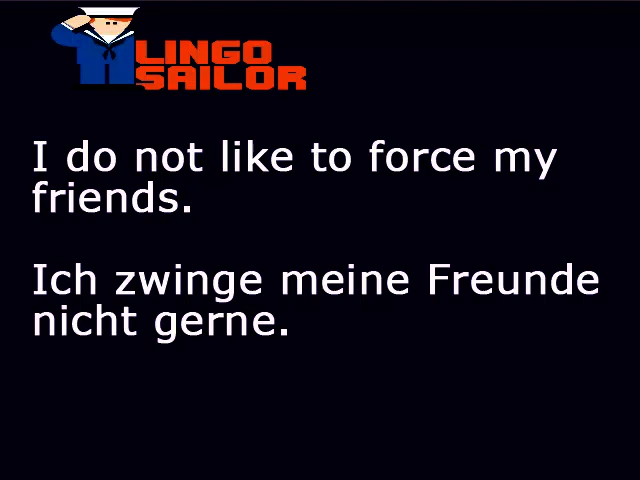 LINGO
SAILOR
I do not like to force my
friends.
Ich zwinge meine Freunde
nicht gerne.